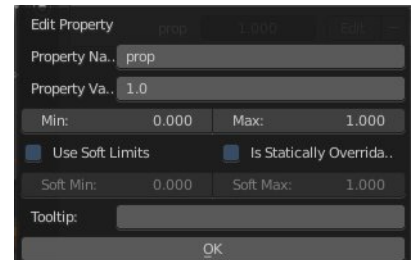 Edit Property prop 1.000 Edit
Property Na.. prop
Property Va.. 1.0
Min: 0.000 Max: 1.000
Use Soft Limits Is Statically Overrida..
Soft Min: 0.000 Soft Max: 1.000
Tooltip:
OK